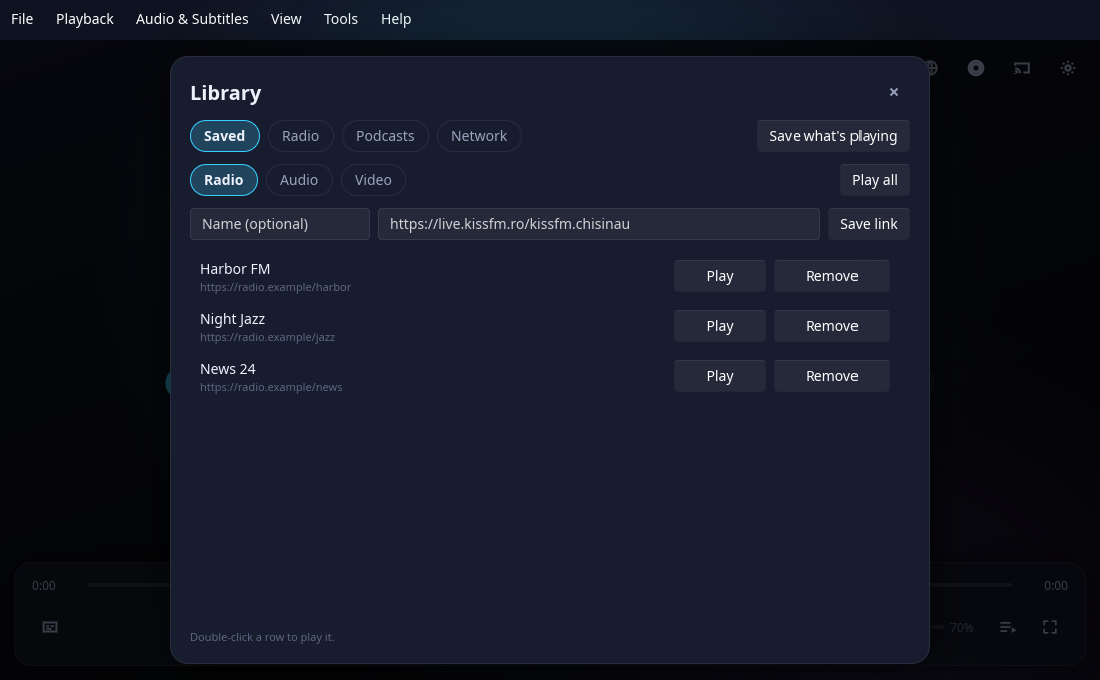 File Playback Audio & Subtitles View Tools Help
Library ×
Saved Radio Podcasts Network Save what's playing
Radio Audio Video Play all
Name (optional) https://live.kissfm.ro/kissfm.chisinau Save link
Harbor FM Play Remove
https://radio.example/harbor
Night Jazz Play Remove
https://radio.example/jazz
News 24 Play Remove
https://radio.example/news
0:00 0:00
70%
Double-click a row to play it.